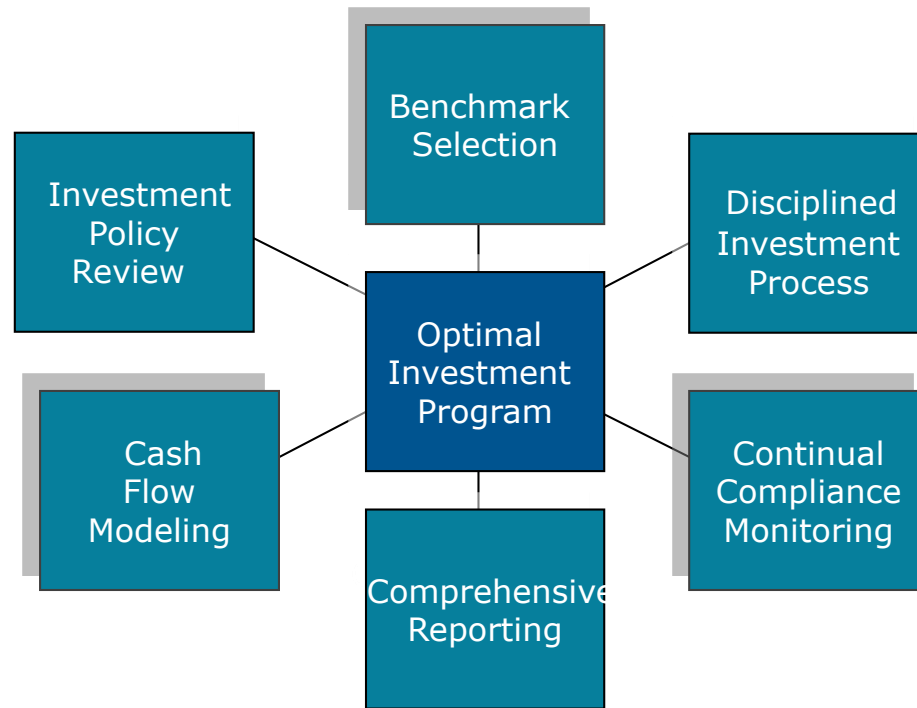 Benchmark
Selection
Investment
Policy
Review
Disciplined
Investment
Process
Optimal
Investment
Program
Cash
Flow
Modeling
Continual
Compliance
Monitoring
Comprehensive
Reporting